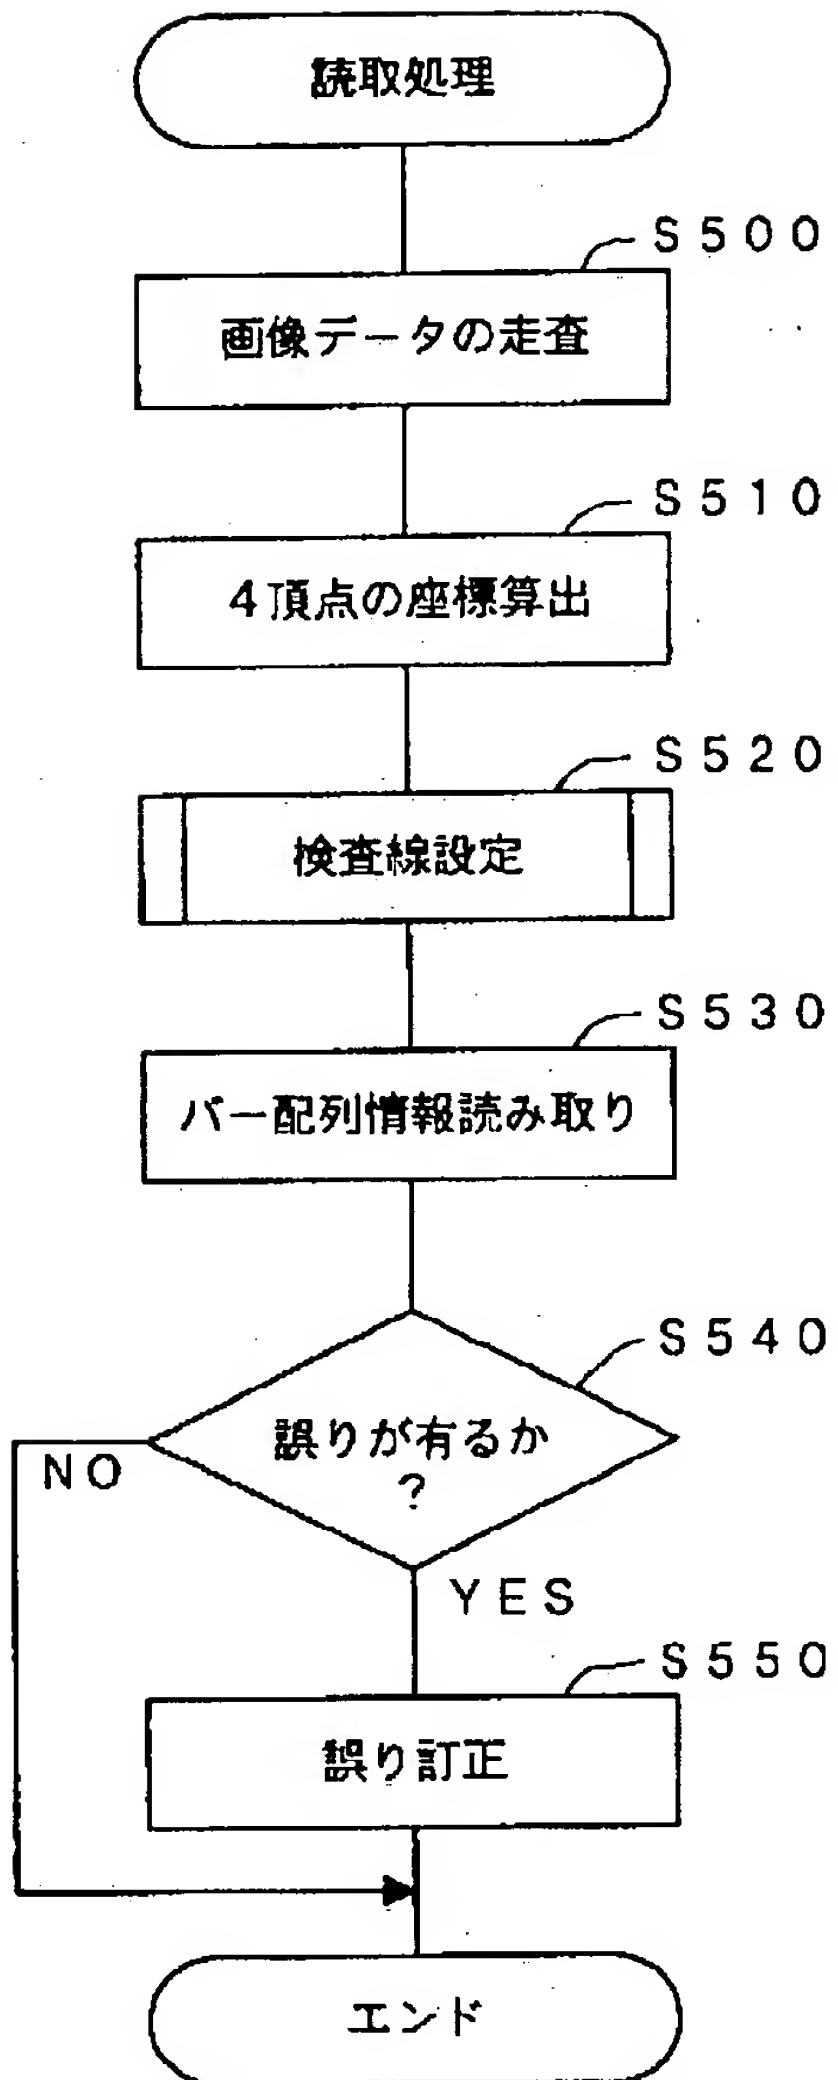 読取処理
S500
画像データの走査
S510
4頂点の座標算出
S520
検査線設定
S530
バー配列情報読み取り
S540
誤りが有るか
?
NO
YES
S550
誤り訂正
エンド